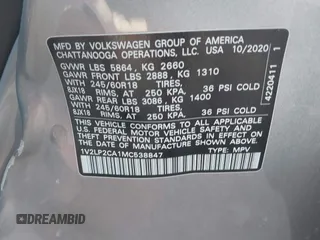 MFD. BY VOLKSWAGEN GROUP OF AMERICA
CHATTANOOGA OPERATIONS, LLC. USA 10/2020
GVWR LBS 5864, KG 2660
GAWR FRONT LBS 2888, KG 1310
WITH 245/60R18 TIRES,
8JX18 RIMS, AT 250 KPA, 36 PSI COLD
GAWR REAR LBS 3086, KG 1400
WITH 245/60R18 TIRES,
8JX18 RIMS, AT 250 KPA, 36 PSI COLD
THIS VEHICLE CONFORMS TO ALL APPLICABLE
FEDERAL MOTOR VEHICLE SAFETY, BUMPER AND
THEFT PREVENTION STANDARDS IN EFFECT ON
THE DATE OF MANUFACTURE SHOWN ABOVE.
1V2LP2CA1MC538847 TYPE: MPV
4220411 1
DREAMBID